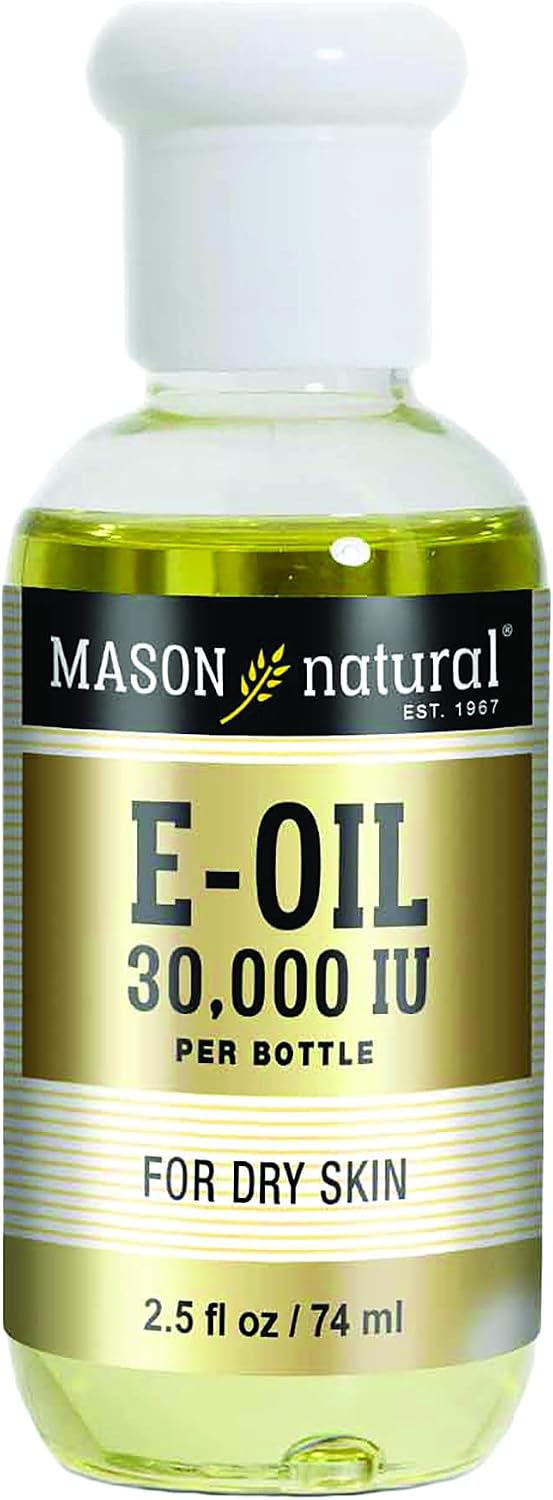 MASON natural®
EST. 1967
E-OIL
30,000 IU
PER BOTTLE
FOR DRY SKIN
2.5 fl oz / 74 ml